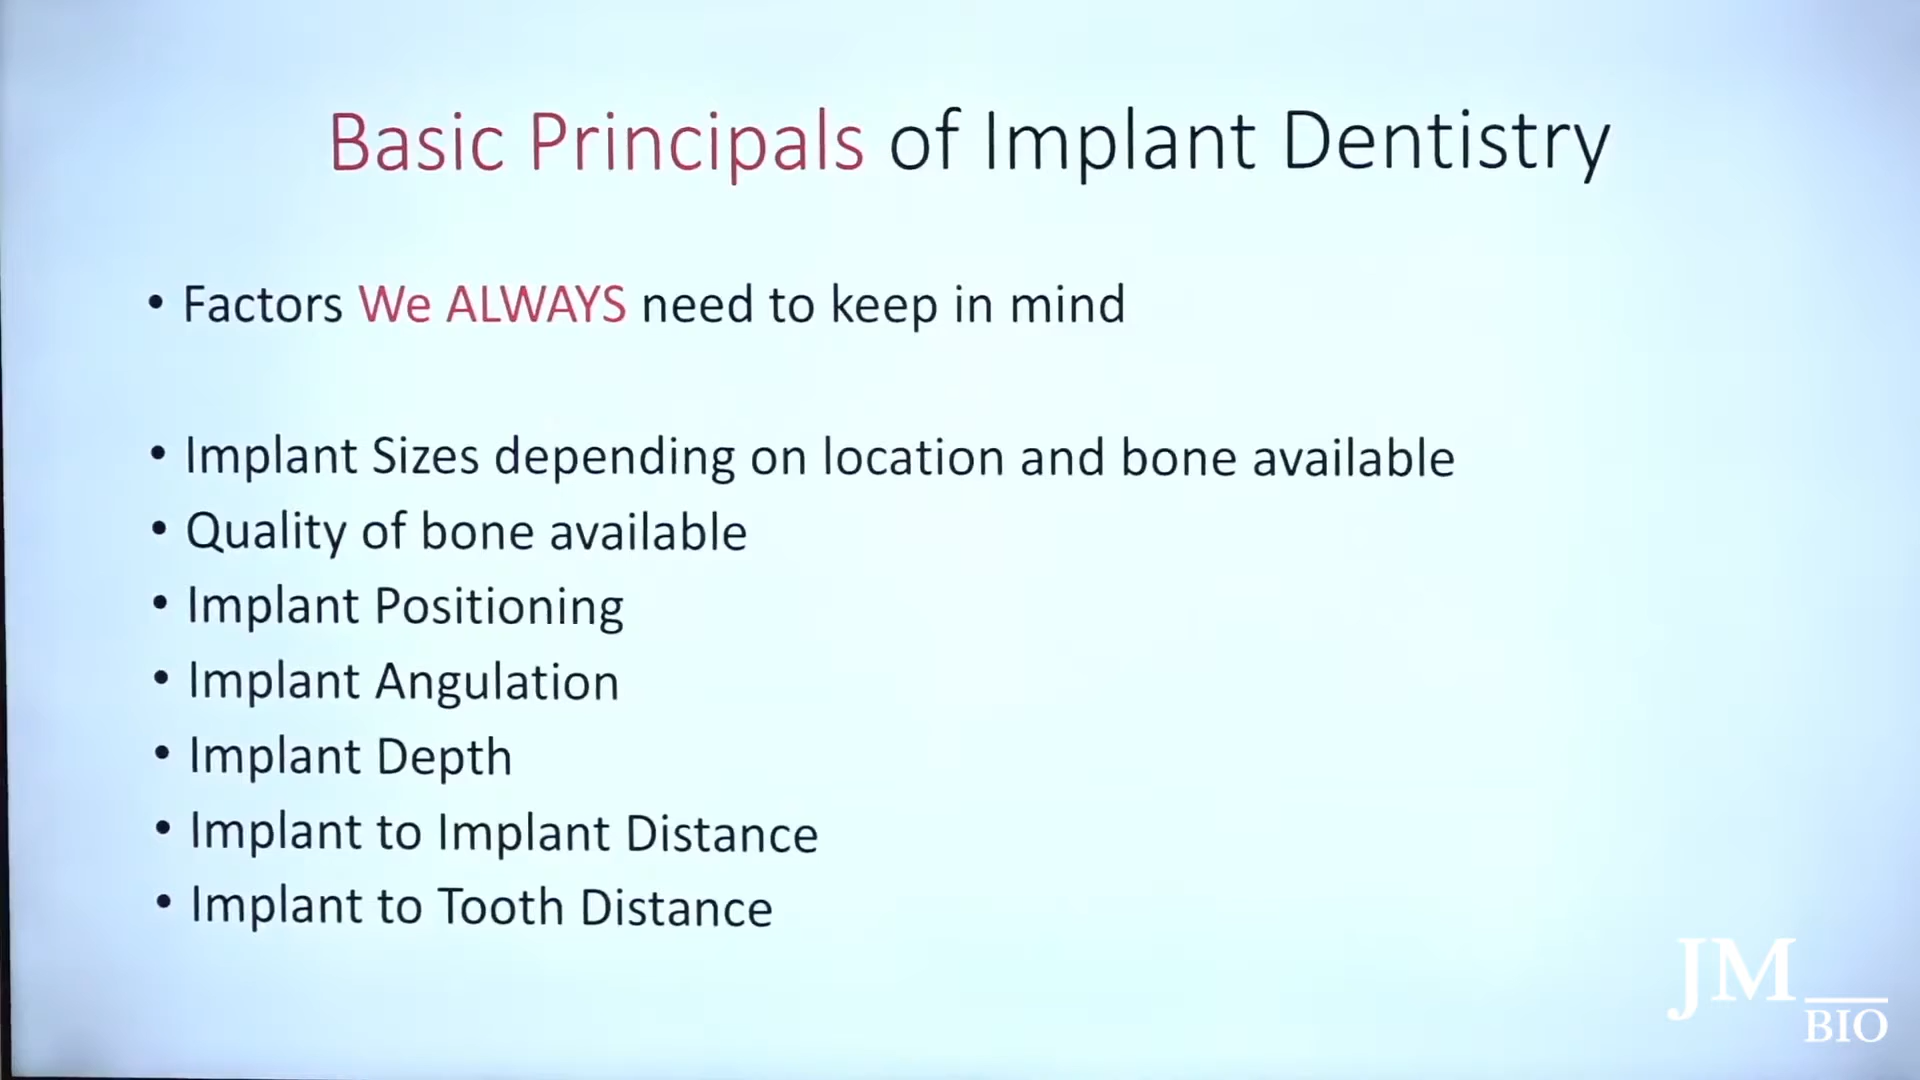 Basic Principals of Implant Dentistry
• Factors We ALWAYS need to keep in mind
• Implant Sizes depending on location and bone available
• Quality of bone available
• Implant Positioning
• Implant Angulation
• Implant Depth
• Implant to Implant Distance
• Implant to Tooth Distance
JM
BIO